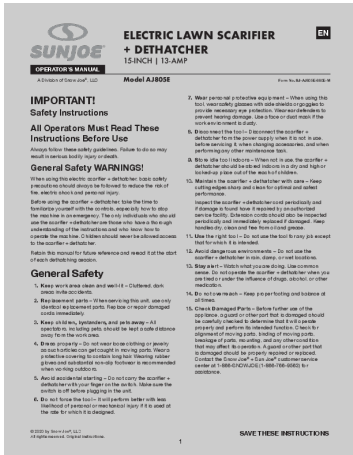 SUNJOE®
OPERATOR'S MANUAL
A Division of Snow Joe®, LLC
ELECTRIC LAWN SCARIFIER
+ DETHATCHER
15-INCH | 13-AMP
EN
Model AJ805E
IMPORTANT!
Safety Instructions
All Operators Must Read These
Instructions Before Use
Always follow these safety guidelines. Failure to do so may
result in serious bodily injury or death.
General Safety WARNINGS!
When using this electric scarifier + dethatcher, basic safety
precautions should always be followed to reduce the risk of
fire, electric shock and personal injury.
Before using the scarifier + dethatcher, take the time to
familiarize yourself with the controls, especially how to stop
the machine in an emergency. The only individuals who should
use the scarifier + dethatcher are those who have a thorough
understanding of the instructions and who know how to
operate the machine. Children should never be allowed access
to the scarifier + dethatcher.
Retain this manual for future reference and reread it at the start
of each dethatching session.
General Safety
1. Keep work area clean and well-lit – Cluttered, dark
areas invite accidents.
2. Replacement parts – When servicing this unit, use only
identical replacement parts. Replace or repair damaged
cords immediately.
3. Keep children, bystanders, and pets away – All
spectators, including pets, should be kept a safe distance
away from the work area.
4. Dress properly – Do not wear loose clothing or jewelry
as such articles can get caught in moving parts. Wear a
protective covering to contain long hair. Wearing rubber
gloves and substantial non-slip footwear is recommended
when working outdoors.
5. Avoid accidental starting – Do not carry the scarifier +
dethatcher with your finger on the switch. Make sure the
switch is off before plugging in the unit.
6. Do not force the tool – It will perform better with less
likelihood of personal or mechanical injury if it is used at
the rate for which it is designed.
7. Wear personal protective equipment – When using this
tool, wear safety glasses with side shields or goggles to
provide necessary eye protection. Wear ear defenders to
prevent hearing damage. Use a face or dust mask if the
work environment is dusty.
8. Disconnect the tool – Disconnect the scarifier +
dethatcher from the power supply when it is not in use,
before servicing it, when changing accessories, and when
performing any other maintenance task.
9. Store idle tool indoors – When not in use, the scarifier +
dethatcher should be stored indoors in a dry and high or
locked-up place out of the reach of children.
10. Maintain the scarifier + dethatcher with care – Keep
cutting edges sharp and clean for optimal and safest
performance.
Inspect the scarifier + dethatcher cord periodically and
if damage is found have it repaired by an authorized
service facility. Extension cords should also be inspected
periodically and immediately replaced if damaged. Keep
handles dry, clean and free from oil and grease.
11. Use the right tool – Do not use the tool for any job except
that for which it is intended.
12. Avoid dangerous environments – Do not use the
scarifier + dethatcher in rain, damp, or wet locations.
13. Stay alert – Watch what you are doing. Use common
sense. Do not operate the scarifier + dethatcher when you
are tired or under the influence of drugs, alcohol, or other
medication.
14. Do not overreach – Keep proper footing and balance at
all times.
15. Check Damaged Parts – Before further use of the
appliance, a guard or other part that is damaged should
be carefully checked to determine that it will operate
properly and perform its intended function. Check for
alignment of moving parts, binding of moving parts,
breakage of parts, mounting, and any other condition
that may affect its operation. A guard or other part that
is damaged should be properly repaired or replaced.
Contact the Snow Joe® + Sun Joe® customer service
center at 1-866-SNOWJOE (1-866-766-9563) for
assistance.
by Snow Joe®, LLC
All rights reserved. Original instructions.
1
SAVE THESE INSTRUCTIONS